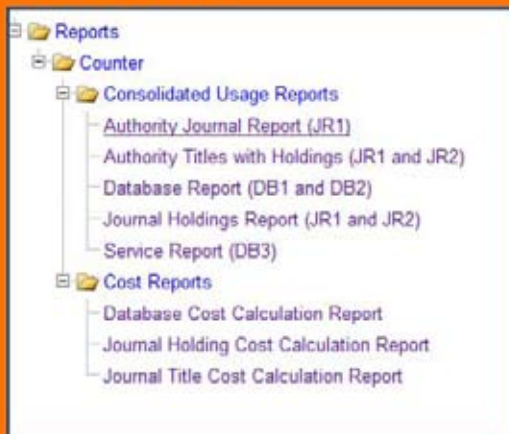 Reports
Counter
Consolidated Usage Reports
Authority Journal Report (JR1)
Authority Titles with Holdings (JR1 and JR2)
Database Report (DB1 and DB2)
Journal Holdings Report (JR1 and JR2)
Service Report (DB3)
Cost Reports
Database Cost Calculation Report
Journal Holding Cost Calculation Report
Journal Title Cost Calculation Report